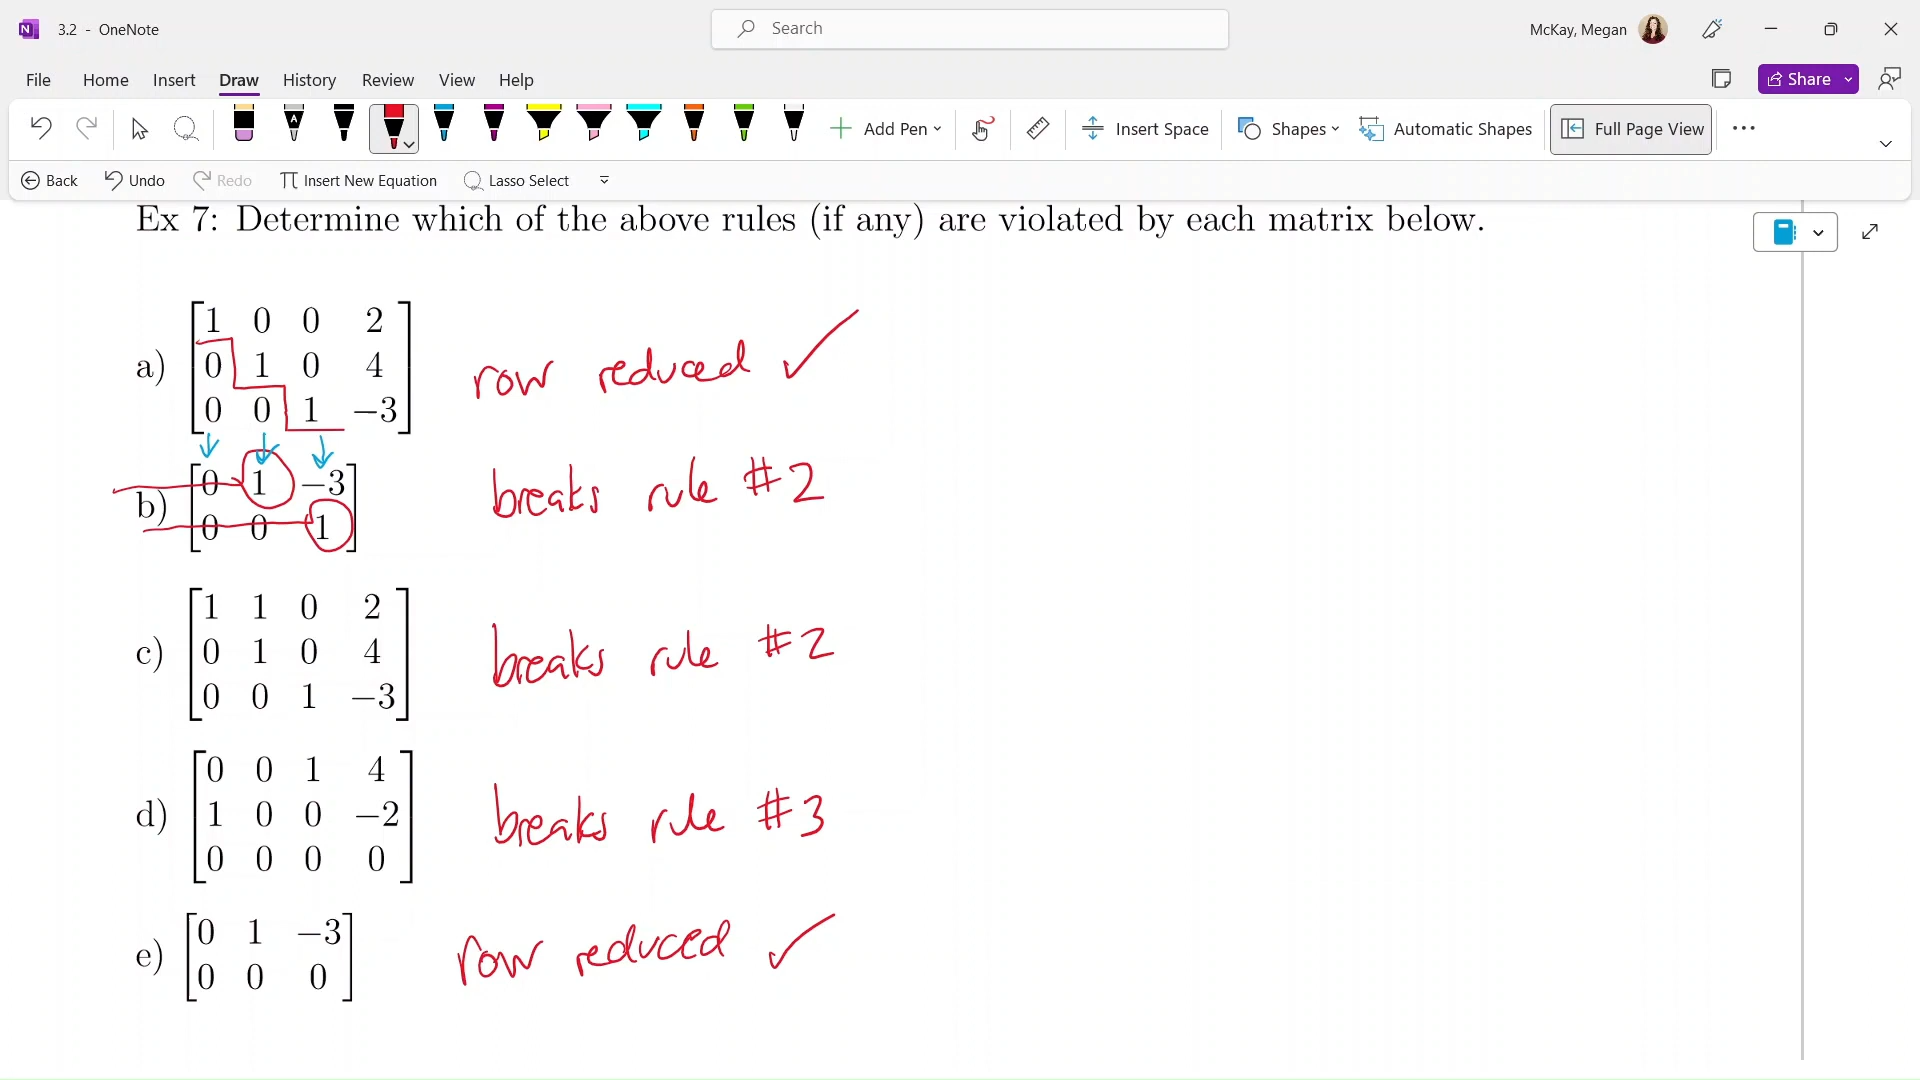 3.2 - OneNote
Search
McKay, Megan
File Home Insert Draw History Review View Help
Share
A
Add Pen
Insert Space
Shapes
Automatic Shapes
Full Page View
Back Undo Redo Insert New Equation Lasso Select
Ex 7: Determine which of the above rules (if any) are violated by each matrix below.
1 0 0 2
a) 0 1 0 4 row reduced ✓
0 0 1 −3
0 1 −3
b) breaks rule #2
0 0 1
1 1 0 2
c) 0 1 0 4 breaks rule #2
0 0 1 −3
0 0 1 4
d) 1 0 0 −2 breaks rule #3
0 0 0 0
0 1 −3
e) row reduced ✓
0 0 0